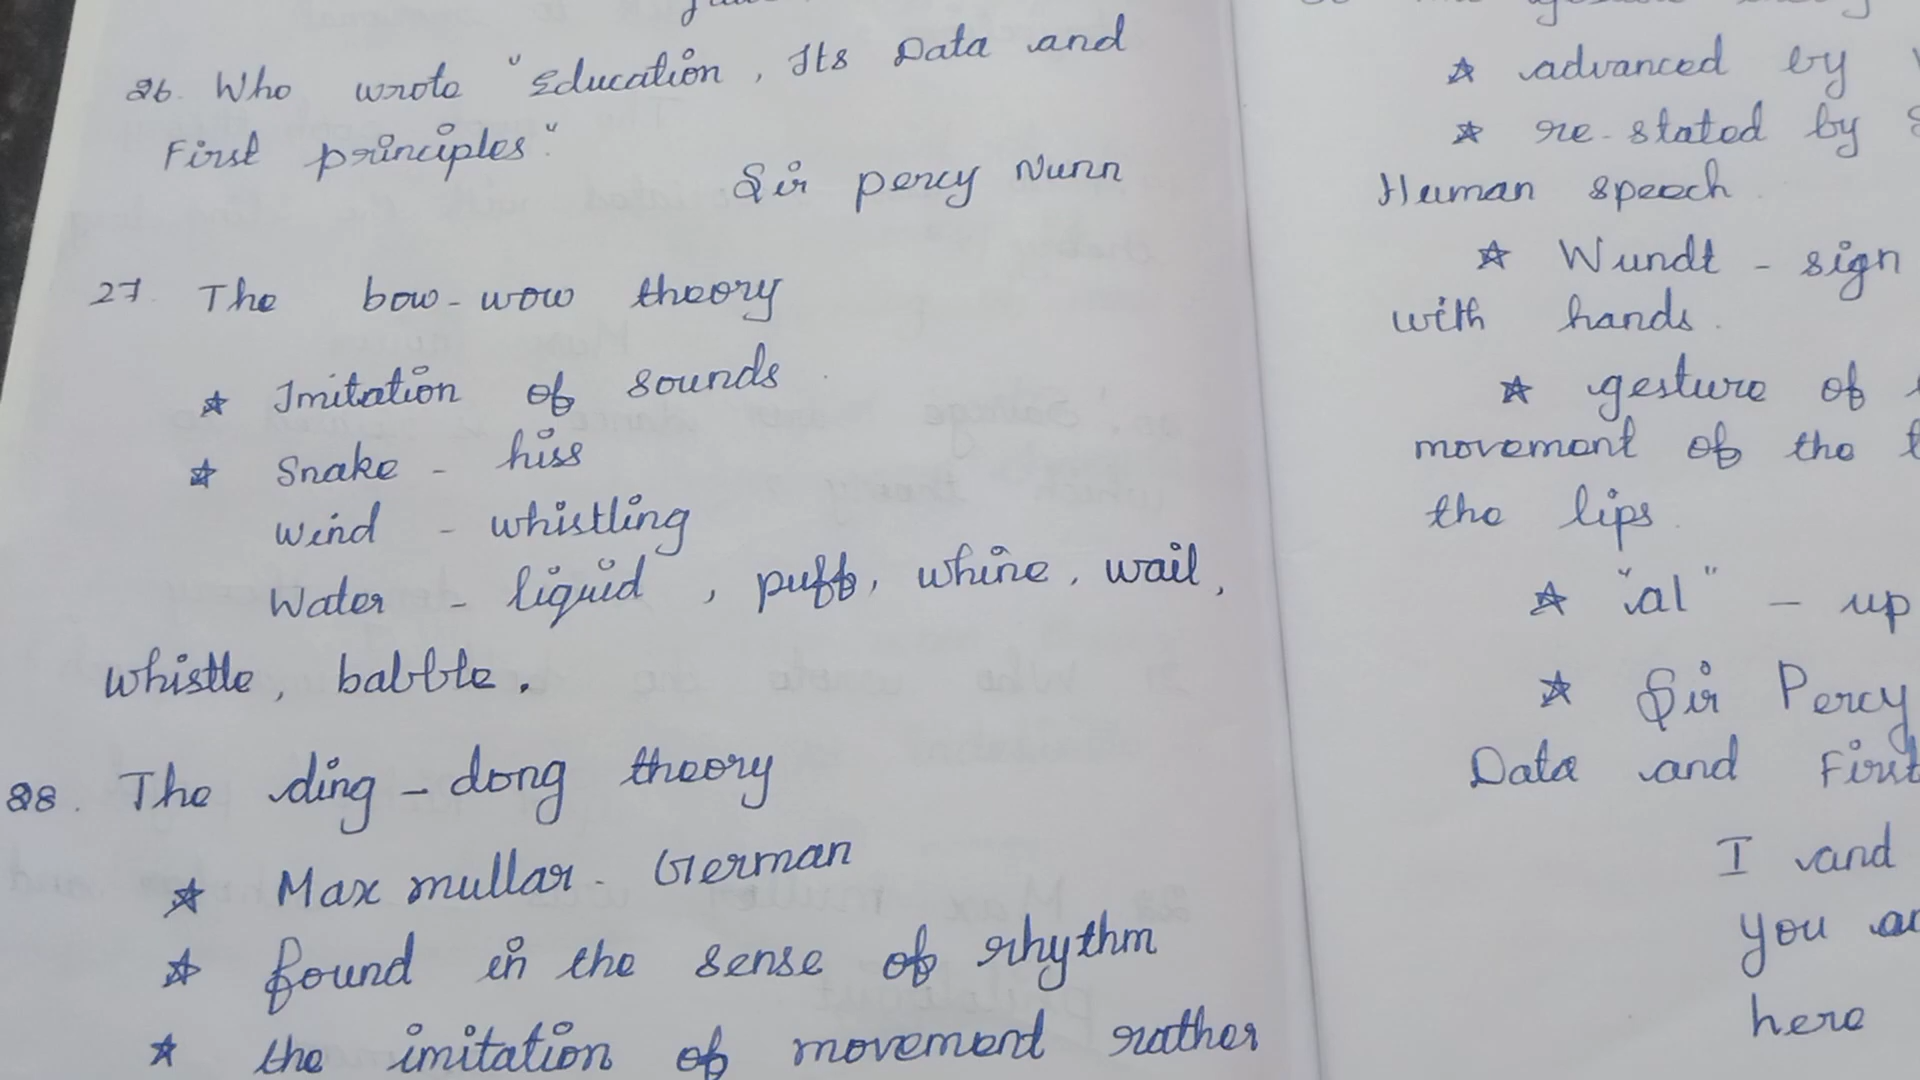 26. Who wrote "Education, Its Data and
First principles".
Sir percy Nunn
27 The bow-wow theory
☆ Imitation of sounds
☆ Snake - hiss
Wind - whistling
Water - liquid, puff, whine, wail,
whistle, babble.
28. The ding-dong theory
☆ Max mullar - German
☆ found in the sense of rhythm
☆ the imitation of movement rather
☆ advanced by
☆ re-stated by
Human speech.
☆ Wundt - sign
with hands.
☆ gesture of
movement of the
the lips.
☆ "al" - up
☆ Sir Percy
Data and First
I and
you
here